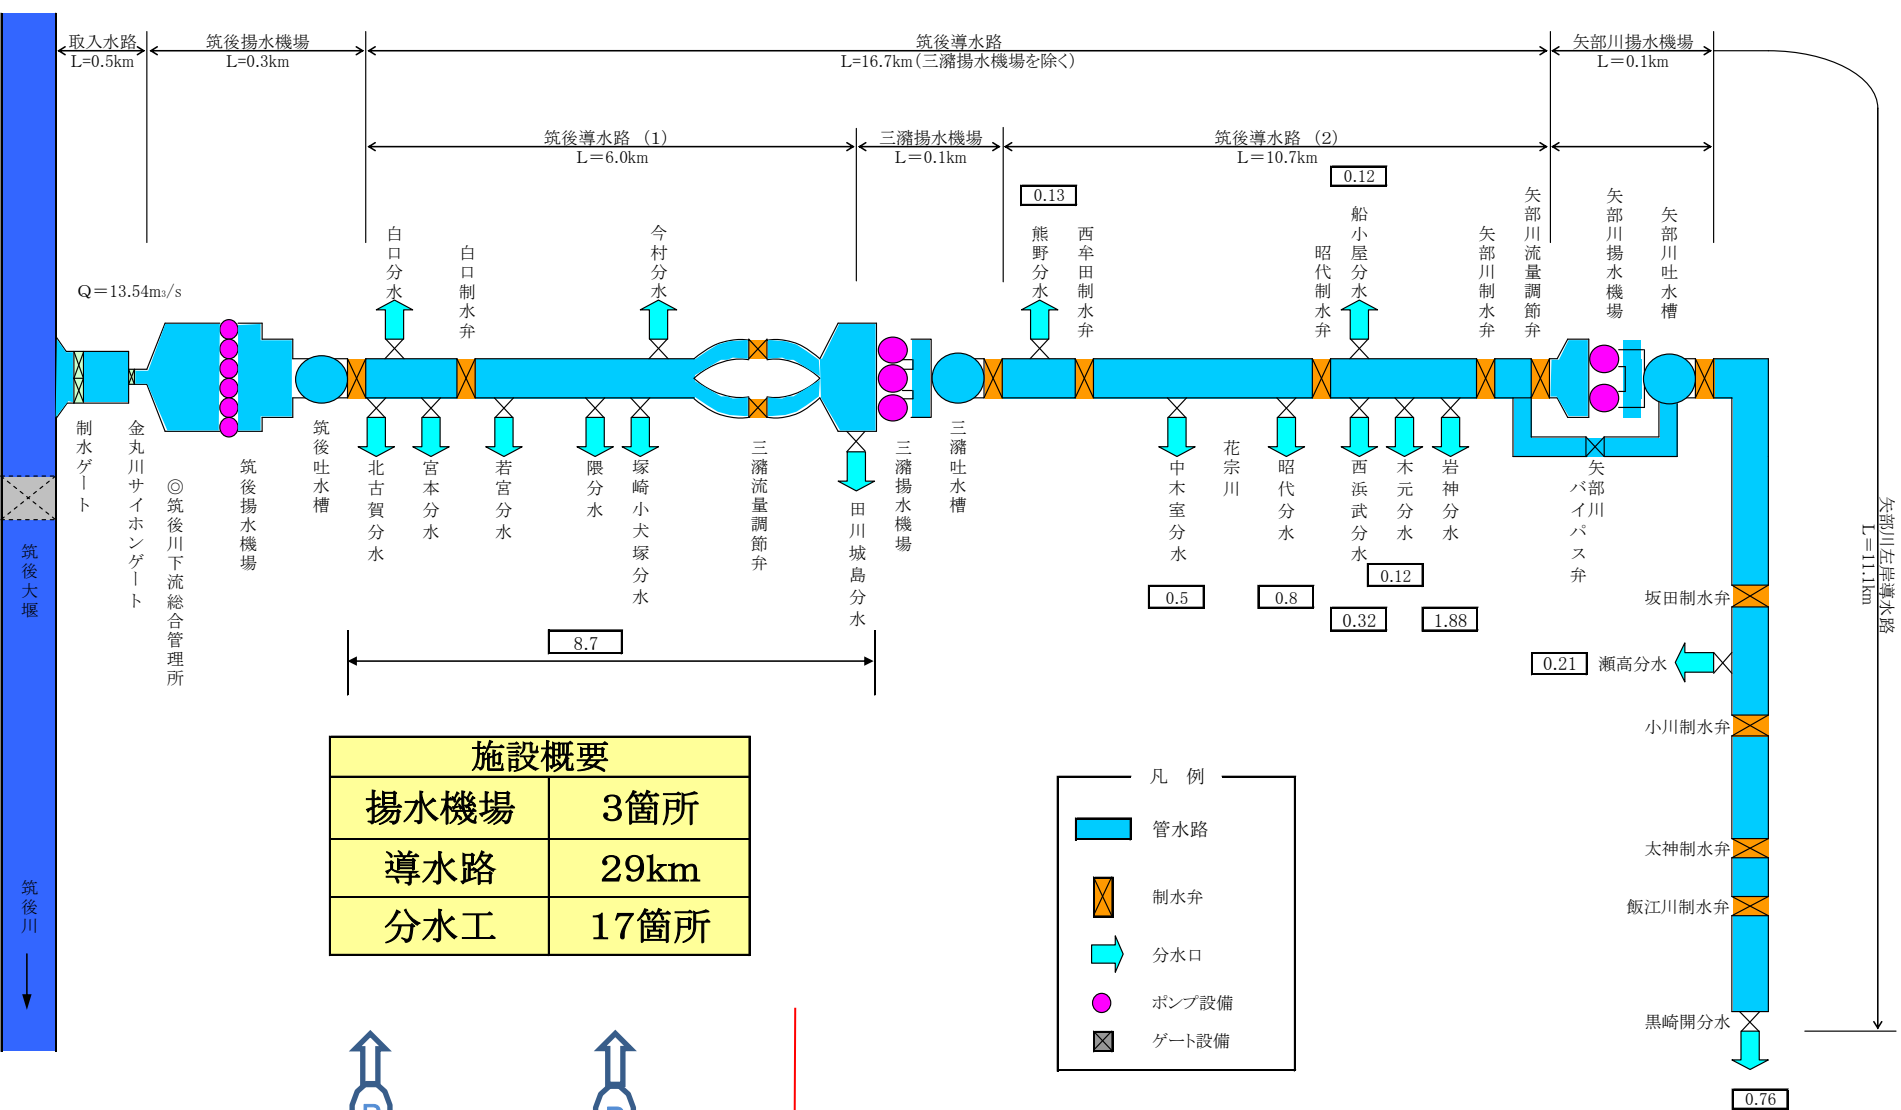 取入水路
L=0.5km
筑後揚水機場
L=0.3km
筑後導水路
L=16.7km(三瀦揚水機場を除く)
矢部川揚水機場
L=0.1km
筑後導水路 (1)
L=6.0km
三瀦揚水機場
L=0.1km
筑後導水路 (2)
L=10.7km
0.13
0.12
Q=13.54m3/s
白口分水
白口制水弁
今村分水
熊野分水
西牟田制水弁
昭代制水弁
船小屋分水
矢部川制水弁
矢部川流量調節弁
矢部川揚水機場
矢部川吐水槽
制水ゲート
金丸川サイホンゲート
◎筑後川下流総合管理所
筑後揚水機場
筑後吐水槽
北古賀分水
宮本分水
若宮分水
隈分水
塚崎小犬塚分水
三瀦流量調節弁
田川城島分水
三瀦揚水機場
三瀦吐水槽
中木室分水
花宗川
昭代分水
西浜武分水
木元分水
岩神分水
矢部川
バイパス弁
矢部川左岸導水路
L=11.1km
筑後大堰
0.5
0.8
0.12
0.32
1.88
8.7
坂田制水弁
0.21
瀬高分水
小川制水弁
太神制水弁
飯江川制水弁
黒崎開分水
0.76
施設概要
揚水機場 3箇所
導水路 29km
分水工 17箇所
凡 例
管水路
制水弁
分水口
ポンプ設備
ゲート設備
筑後川